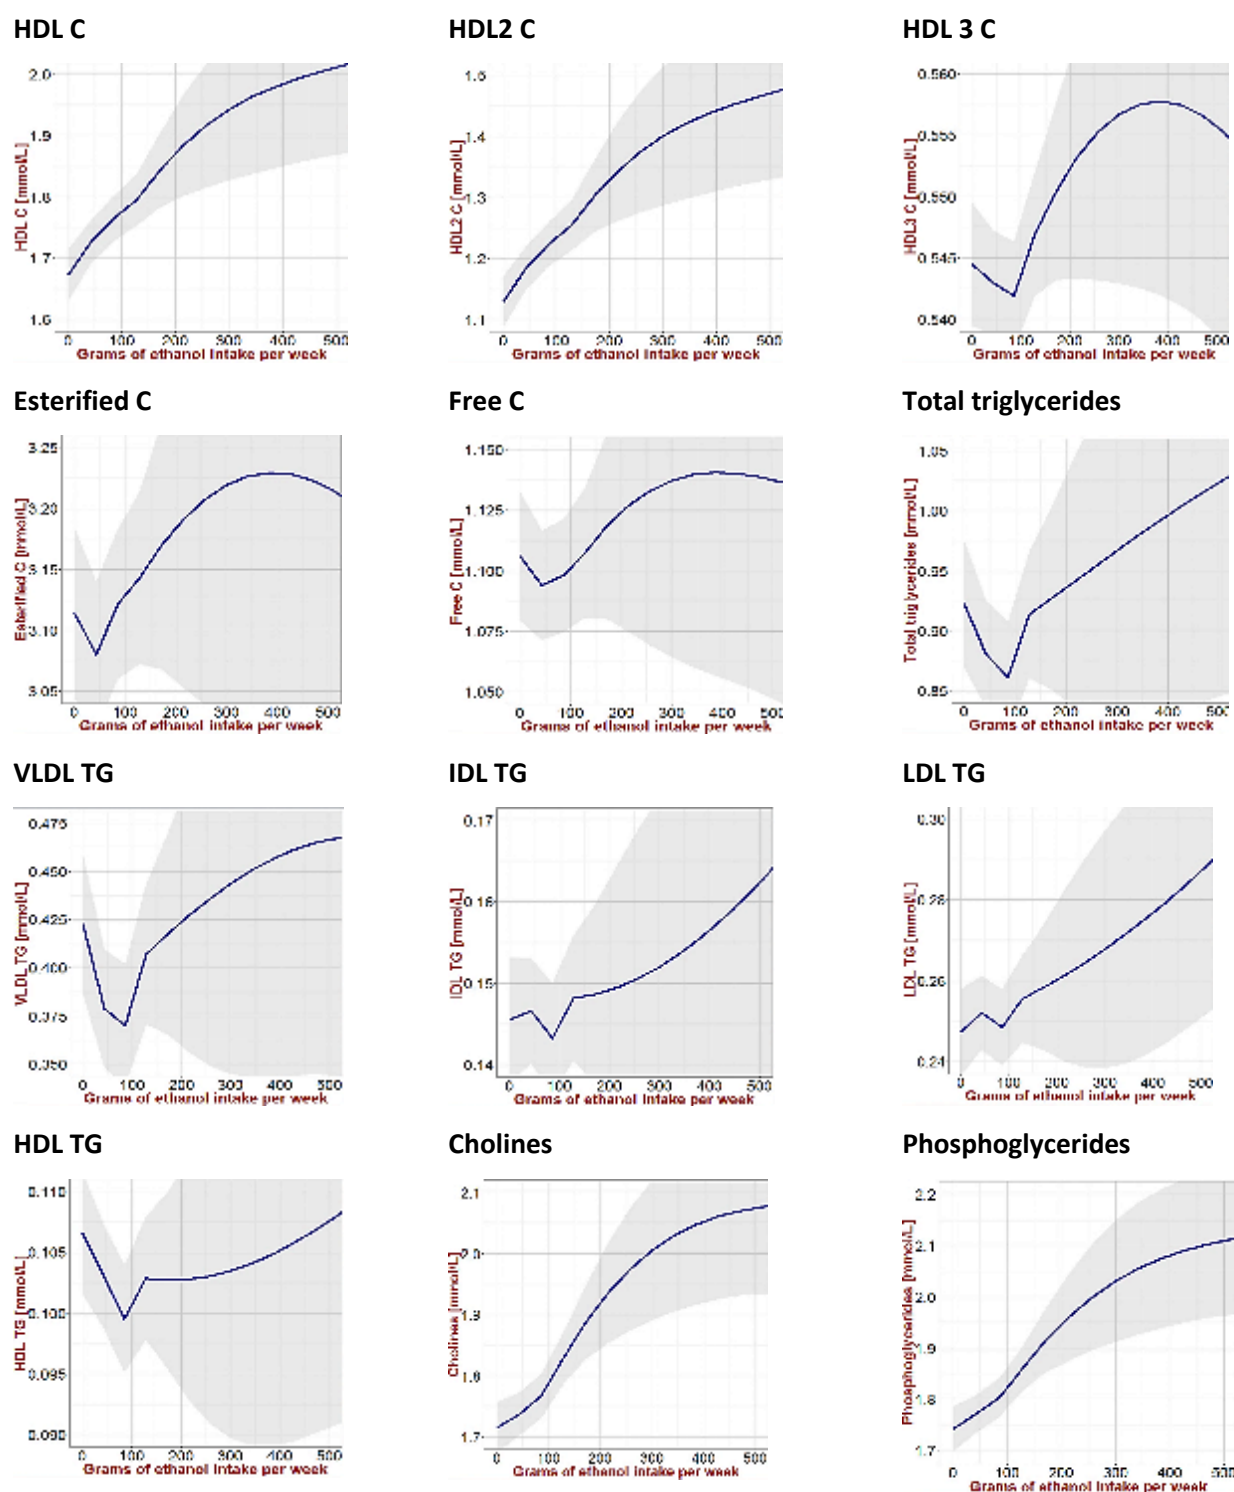 HDL C
2.0
1.9
1.8
1.7
1.6
HDL C [mmol/L]
0 100 200 300 400 500
Grams of ethanol intake per week
HDL2 C
1.5
1.4
1.3
1.2
1.1
HDL2 C [mmol/L]
0 100 200 300 400 500
Grams of ethanol intake per week
HDL 3 C
0.560
0.555
0.550
0.545
0.540
HDL3 C [mmol/L]
0 100 200 300 400 500
Grams of ethanol intake per week
Esterified C
3.25
3.20
3.15
3.10
3.05
Esterified C [mmol/L]
0 100 200 300 400 500
Grams of ethanol intake per week
Free C
1.150
1.125
1.100
1.075
1.050
Free C [mmol/L]
0 100 200 300 400 500
Grams of ethanol intake per week
Total triglycerides
1.05
1.00
0.95
0.90
0.85
Total triglycerides [mmol/L]
0 100 200 300 400 500
Grams of ethanol intake per week
VLDL TG
0.475
0.450
0.425
0.400
0.375
0.350
VLDL TG [mmol/L]
0 100 200 300 400 500
Grams of ethanol intake per week
IDL TG
0.17
0.16
0.15
0.14
IDL TG [mmol/L]
0 100 200 300 400 500
Grams of ethanol intake per week
LDL TG
0.30
0.28
0.26
0.24
LDL TG [mmol/L]
0 100 200 300 400 500
Grams of ethanol intake per week
HDL TG
0.110
0.105
0.100
0.095
0.090
HDL TG [mmol/L]
0 100 200 300 400 500
Grams of ethanol intake per week
Cholines
2.1
2.0
1.9
1.8
1.7
Cholines [mmol/L]
0 100 200 300 400 500
Grams of ethanol intake per week
Phosphoglycerides
2.2
2.1
2.0
1.9
1.8
1.7
Phosphoglycerides [mmol/L]
0 100 200 300 400 500
Grams of ethanol intake per week